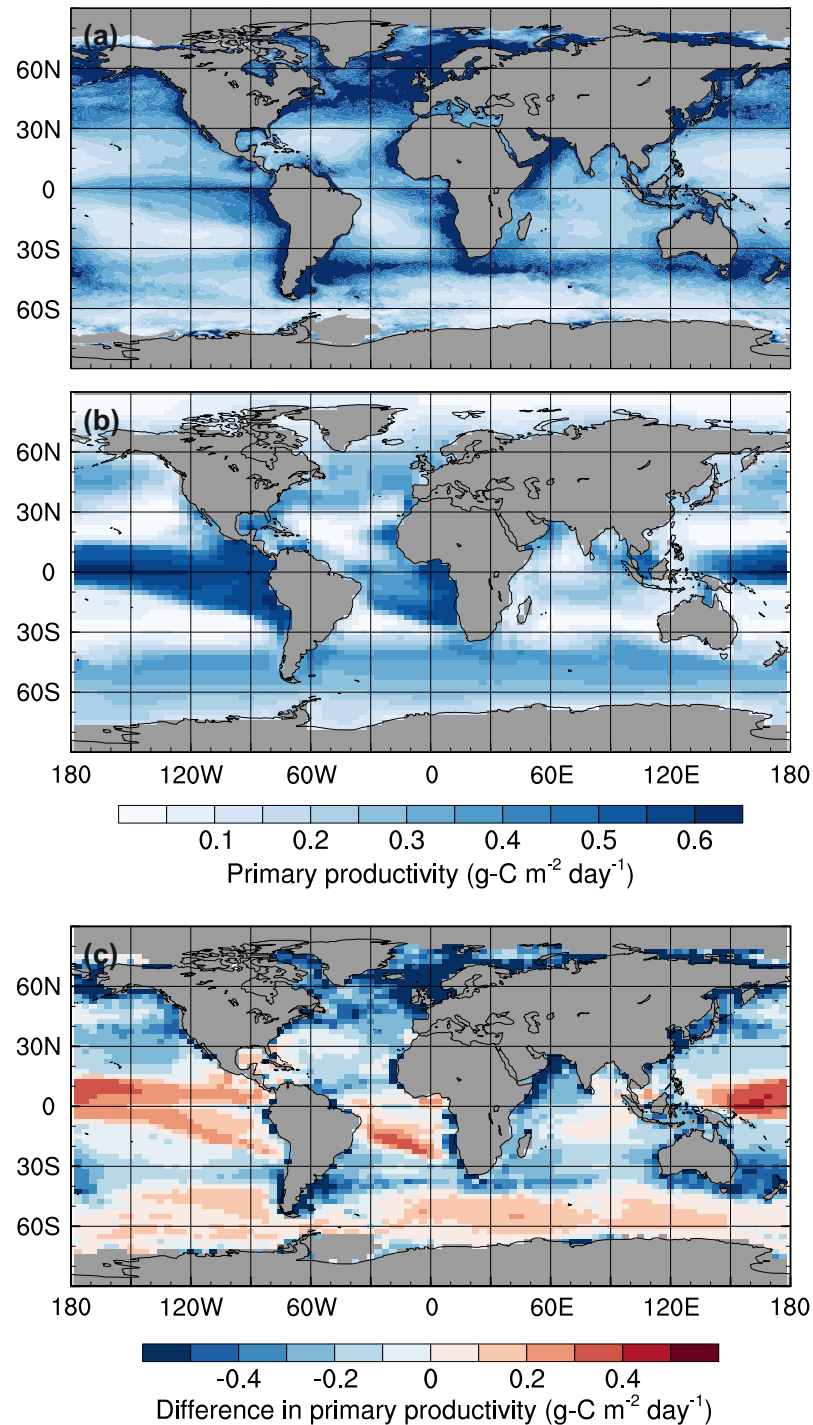 (a)
60N
30N
0
30S
60S
(b)
60N
30N
0
30S
60S
180 120W 60W 0 60E 120E 180
0.1 0.2 0.3 0.4 0.5 0.6
Primary productivity (g-C m⁻² day⁻¹)
(c)
60N
30N
0
30S
60S
180 120W 60W 0 60E 120E 180
-0.4 -0.2 0 0.2 0.4
Difference in primary productivity (g-C m⁻² day⁻¹)